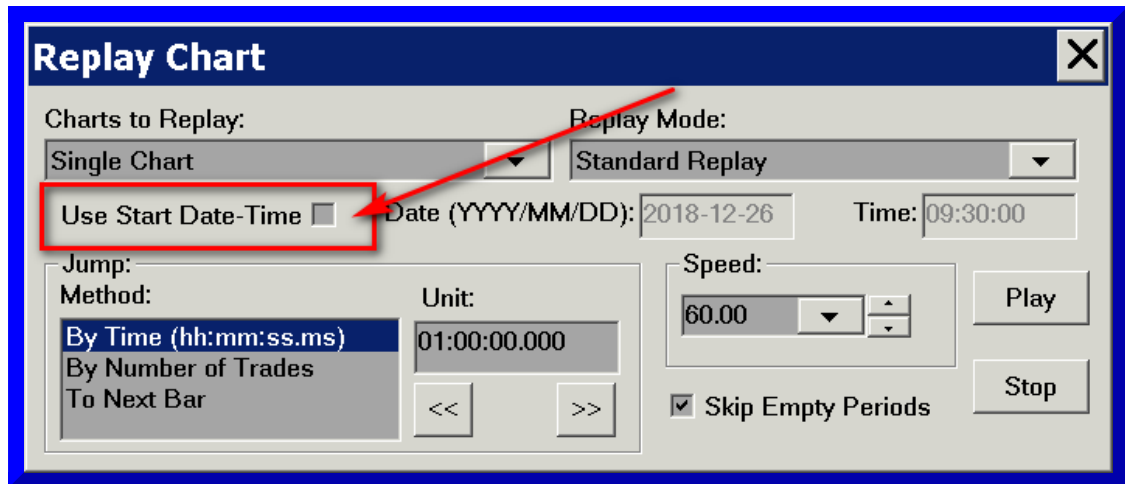 Replay Chart
Charts to Replay:
Replay Mode:
Single Chart
Standard Replay
Use Start Date-Time
Date (YYYY/MM/DD):
2018-12-26
Time:
09:30:00
Jump:
Method:
Unit:
By Time (hh:mm:ss.ms)
By Number of Trades
To Next Bar
01:00:00.000
<<
>>
Speed:
60.00
Skip Empty Periods
Play
Stop